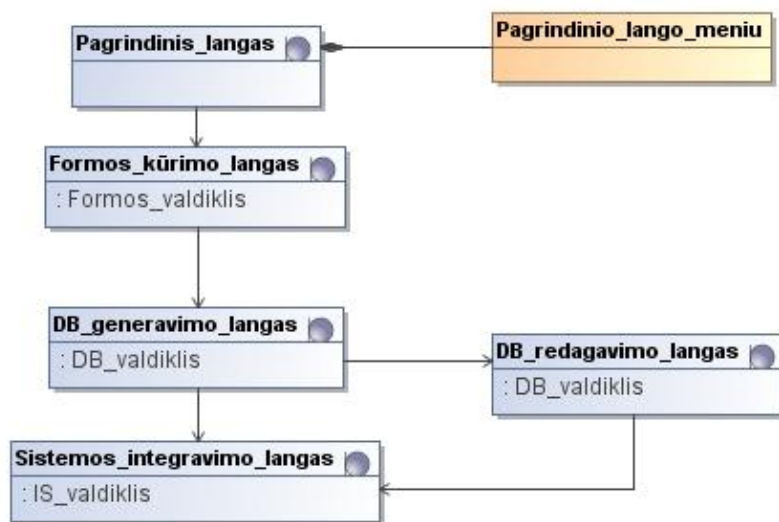 Pagrindinis_langas
Pagrindinio_lango_meniu
Formos_kūrimo_langas
: Formos_valdiklis
DB_generavimo_langas
: DB_valdiklis
DB_redagavimo_langas
: DB_valdiklis
Sistemos_integravimo_langas
: IS_valdiklis